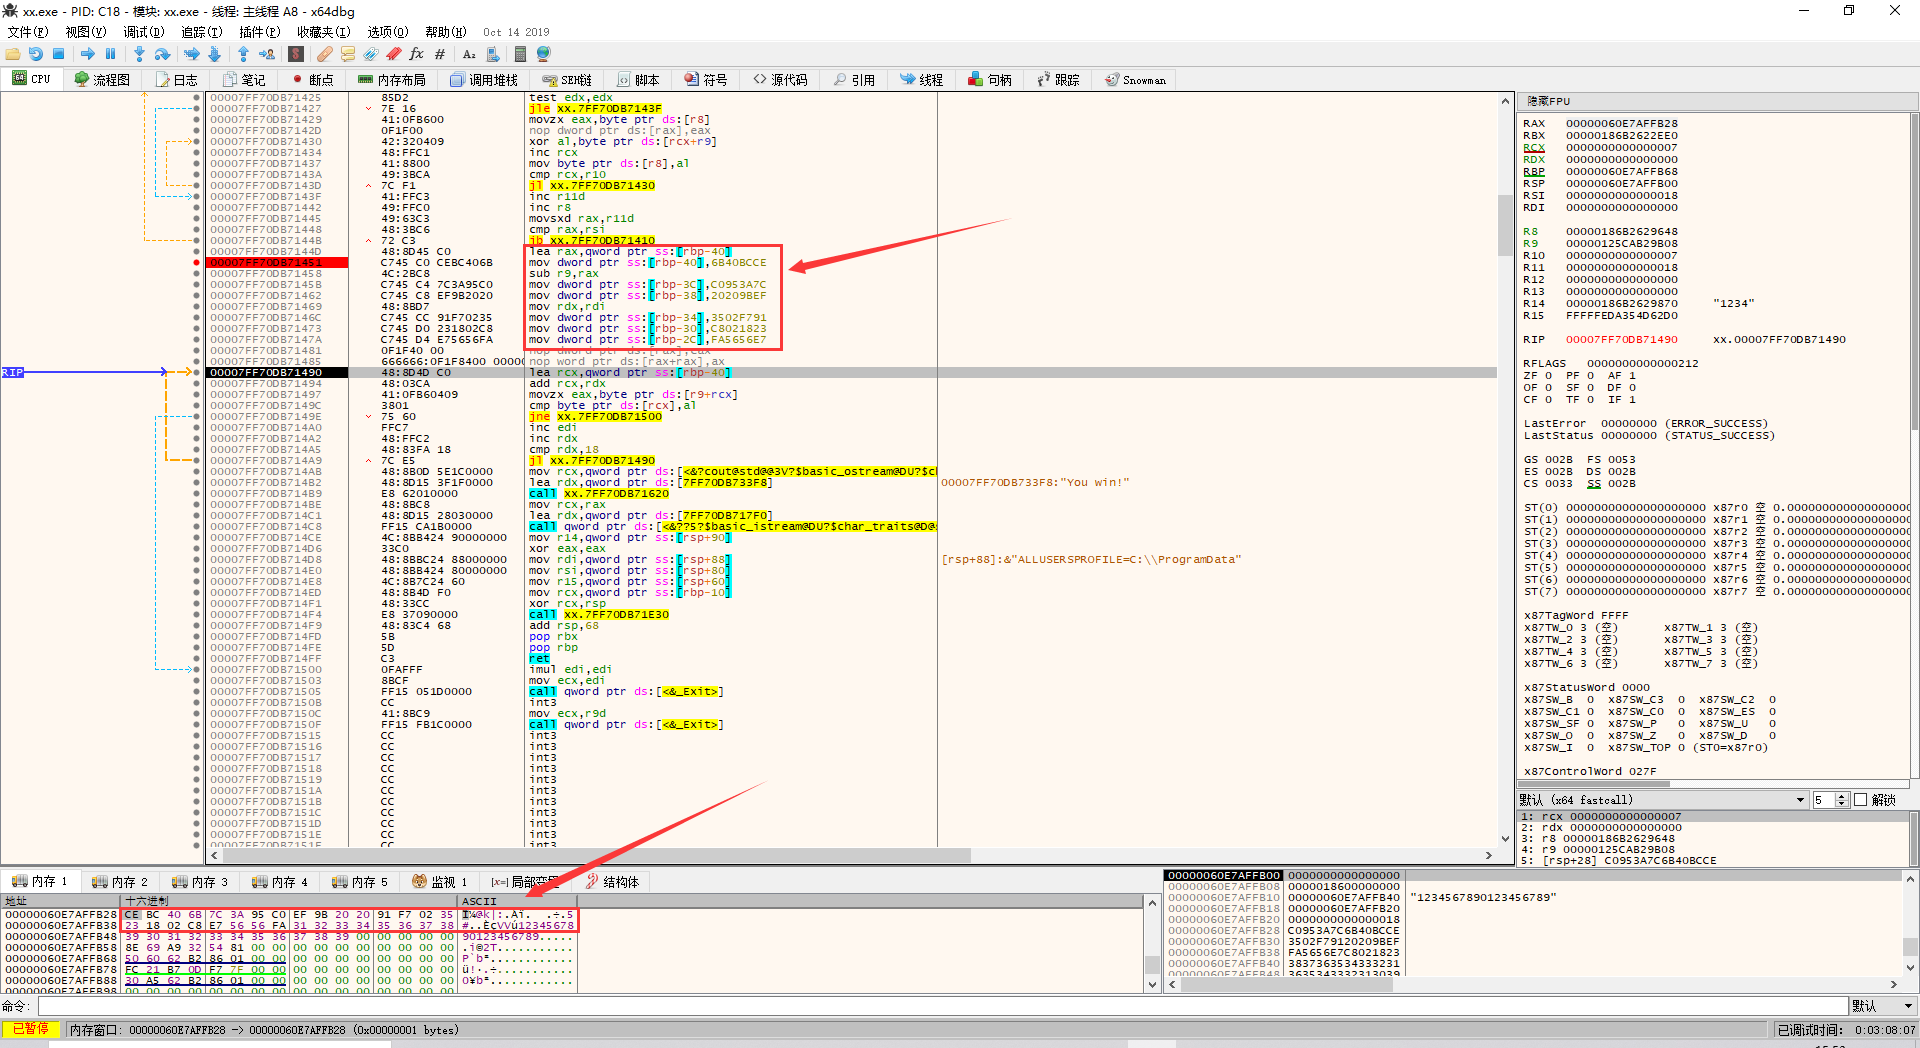 xx.exe - PID: C18 - 模块: xx.exe - 线程: 主线程 A8 - x64dbg
文件(F) 视图(V) 调试(D) 追踪(T) 插件(P) 收藏夹(I) 选项(O) 帮助(H) Oct 14 2019
CPU 流程图 日志 笔记 断点 内存布局 调用堆栈 SEH链 脚本 符号 源代码 引用 线程 句柄 跟踪 Snowman
00007FF70DB71425 85D2 test edx,edx
00007FF70DB71427 7E 16 jle xx.7FF70DB7143F
00007FF70DB71429 41:0FB600 movzx eax,byte ptr ds:[r8]
00007FF70DB7142D 0F1F00 nop dword ptr ds:[rax],eax
00007FF70DB71430 42:320409 xor al,byte ptr ds:[rcx+r9]
00007FF70DB71434 48:FFC1 inc rcx
00007FF70DB71437 41:8800 mov byte ptr ds:[r8],al
00007FF70DB7143A 49:3BCA cmp rcx,r10
00007FF70DB7143D 7C F1 jl xx.7FF70DB71430
00007FF70DB7143F 41:FFC3 inc r11d
00007FF70DB71442 49:FFC0 inc r8
00007FF70DB71445 49:63C3 movsxd rax,r11d
00007FF70DB71448 48:3BC6 cmp rax,rsi
00007FF70DB7144B 72 C3 jb xx.7FF70DB71410
00007FF70DB7144D 48:8D45 C0 lea rax,qword ptr ss:[rbp-40]
00007FF70DB71451 C745 C0 CEBC406B mov dword ptr ss:[rbp-40],6B40BCCE
00007FF70DB71458 4C:2BC8 sub r9,rax
00007FF70DB7145B C745 C4 7C3A95C0 mov dword ptr ss:[rbp-3C],C0953A7C
00007FF70DB71462 C745 C8 EF9B2020 mov dword ptr ss:[rbp-38],20209BEF
00007FF70DB71469 48:8BD7 mov rdx,rdi
00007FF70DB7146C C745 CC 91F70235 mov dword ptr ss:[rbp-34],3502F791
00007FF70DB71473 C745 D0 231802C8 mov dword ptr ss:[rbp-30],C8021823
00007FF70DB7147A C745 D4 E75656FA mov dword ptr ss:[rbp-2C],FA5656E7
00007FF70DB71481 0F1F40 00 nop dword ptr ds:[rax],eax
00007FF70DB71485 666666:0F1F8400 00000 nop word ptr ds:[rax+rax],ax
RIP 00007FF70DB71490 48:8D4D C0 lea rcx,qword ptr ss:[rbp-40]
00007FF70DB71494 48:03CA add rcx,rdx
00007FF70DB71497 41:0FB60409 movzx eax,byte ptr ds:[r9+rcx]
00007FF70DB7149C 3801 cmp byte ptr ds:[rcx],al
00007FF70DB7149E 75 60 jne xx.7FF70DB71500
00007FF70DB714A0 FFC7 inc edi
00007FF70DB714A2 48:FFC2 inc rdx
00007FF70DB714A5 48:83FA 18 cmp rdx,18
00007FF70DB714A9 7C E5 jl xx.7FF70DB71490
00007FF70DB714AB 48:8B0D 5E1C0000 mov rcx,qword ptr ds:[<&?cout@std@@3V?$basic_ostream@DU?$c
00007FF70DB714B2 48:8D15 3F1F0000 lea rdx,qword ptr ds:[7FF70DB733F8] 00007FF70DB733F8:"You win!"
00007FF70DB714B9 E8 62010000 call xx.7FF70DB71620
00007FF70DB714BE 48:8BC8 mov rcx,rax
00007FF70DB714C1 48:8D15 28030000 lea rdx,qword ptr ds:[7FF70DB717F0]
00007FF70DB714C8 FF15 CA1B0000 call qword ptr ds:[<&??5?$basic_istream@DU?$char_traits@D@s
00007FF70DB714CE 4C:8BB424 90000000 mov r14,qword ptr ss:[rsp+90]
00007FF70DB714D6 33C0 xor eax,eax
00007FF70DB714D8 48:8BBC24 88000000 mov rdi,qword ptr ss:[rsp+88] [rsp+88]:&"ALLUSERSPROFILE=C:\\ProgramData"
00007FF70DB714E0 48:8BB424 80000000 mov rsi,qword ptr ss:[rsp+80]
00007FF70DB714E8 4C:8B7C24 60 mov r15,qword ptr ss:[rsp+60]
00007FF70DB714ED 48:8B4D F0 mov rcx,qword ptr ss:[rbp-10]
00007FF70DB714F1 48:33CC xor rcx,rsp
00007FF70DB714F4 E8 37090000 call xx.7FF70DB71E30
00007FF70DB714F9 48:83C4 68 add rsp,68
00007FF70DB714FD 5B pop rbx
00007FF70DB714FE 5D pop rbp
00007FF70DB714FF C3 ret
00007FF70DB71500 0FAFFF imul edi,edi
00007FF70DB71503 8BCF mov ecx,edi
00007FF70DB71505 FF15 051D0000 call qword ptr ds:[<&_Exit>]
00007FF70DB7150B CC int3
00007FF70DB7150C 41:8BC9 mov ecx,r9d
00007FF70DB7150F FF15 FB1C0000 call qword ptr ds:[<&_Exit>]
00007FF70DB71515 CC int3
00007FF70DB71516 CC int3
00007FF70DB71517 CC int3
00007FF70DB71518 CC int3
00007FF70DB71519 CC int3
00007FF70DB7151A CC int3
00007FF70DB7151B CC int3
00007FF70DB7151C CC int3
00007FF70DB7151D CC int3
00007FF70DB7151E CC int3
00007FF70DB7151F CC int3
隐藏FPU
RAX 00000060E7AFFB28
RBX 00000186B2622EE0
RCX 0000000000000007
RDX 0000000000000000
RBP 00000060E7AFFB68
RSP 00000060E7AFFB00
RSI 0000000000000018
RDI 0000000000000000
R8 00000186B2629648
R9 00000125CAB29B08
R10 0000000000000007
R11 0000000000000018
R12 0000000000000000
R13 0000000000000000
R14 00000186B2629870 "1234"
R15 FFFFFEDA354D62D0
RIP 00007FF70DB71490 xx.00007FF70DB71490
RFLAGS 0000000000000212
ZF 0 PF 0 AF 1
OF 0 SF 0 DF 0
CF 0 TF 0 IF 1
LastError 00000000 (ERROR_SUCCESS)
LastStatus 00000000 (STATUS_SUCCESS)
GS 002B FS 0053
ES 002B DS 002B
CS 0033 SS 002B
ST(0) 00000000000000000000 x87r0 空 0.0000000000000000
ST(1) 00000000000000000000 x87r1 空 0.0000000000000000
ST(2) 00000000000000000000 x87r2 空 0.0000000000000000
ST(3) 00000000000000000000 x87r3 空 0.0000000000000000
ST(4) 00000000000000000000 x87r4 空 0.0000000000000000
ST(5) 00000000000000000000 x87r5 空 0.0000000000000000
ST(6) 00000000000000000000 x87r6 空 0.0000000000000000
ST(7) 00000000000000000000 x87r7 空 0.0000000000000000
x87TagWord FFFF
x87TW_0 3 (空) x87TW_1 3 (空)
x87TW_2 3 (空) x87TW_3 3 (空)
x87TW_4 3 (空) x87TW_5 3 (空)
x87TW_6 3 (空) x87TW_7 3 (空)
x87StatusWord 0000
x87SW_B 0 x87SW_C3 0 x87SW_C2 0
x87SW_C1 0 x87SW_C0 0 x87SW_ES 0
x87SW_SF 0 x87SW_P 0 x87SW_U 0
x87SW_O 0 x87SW_Z 0 x87SW_D 0
x87SW_I 0 x87SW_TOP 0 (ST0=x87r0)
x87ControlWord 027F
默认 (x64 fastcall) 5 解锁
1: rcx 0000000000000007
2: rdx 0000000000000000
3: r8 00000186B2629648
4: r9 00000125CAB29B08
5: [rsp+28] C0953A7C6B40BCCE
内存 1 内存 2 内存 3 内存 4 内存 5 监视 1 局部变量 结构体
地址 十六进制 ASCII
00000060E7AFFB28 CE BC 40 6B 7C 3A 95 C0 EF 9B 20 20 91 F7 02 35 μ@k|:.Àï. .÷.5
00000060E7AFFB38 23 18 02 C8 E7 56 56 FA 31 32 33 34 35 36 37 38 #..ÈçVVú12345678
00000060E7AFFB48 39 30 31 32 33 34 35 36 37 38 39 00 00 00 00 00 90123456789.....
00000060E7AFFB58 8E 69 A9 32 54 81 00 00 00 00 00 00 00 00 00 00 .i©2T...........
00000060E7AFFB68 50 60 62 B2 86 01 00 00 00 00 00 00 00 00 00 00 P`b²............
00000060E7AFFB78 FC 21 B7 0D F7 7F 00 00 00 00 00 00 00 00 00 00 ü!·.÷...........
00000060E7AFFB88 30 A5 62 B2 86 01 00 00 00 00 00 00 00 00 00 00 0¥b²............
00000060E7AFFB98 00 00 00 00 00 00 00 00 00 00 00 00 00 00 00 00
00000060E7AFFB00 0000000000000000
00000060E7AFFB08 0000018600000000
00000060E7AFFB10 00000060E7AFFB40 "1234567890123456789"
00000060E7AFFB18 00000186B2620000
00000060E7AFFB20 0000000000000018
00000060E7AFFB28 C0953A7C6B40BCCE
00000060E7AFFB30 3502F79120209BEF
00000060E7AFFB38 FA5656E7C8021823
00000060E7AFFB40 3837363534333231
00000060E7AFFB48 3635343332313039
命令: 默认
已暂停 内存窗口: 00000060E7AFFB28 -> 00000060E7AFFB28 (0x00000001 bytes) 已调试时间: 0:03:08:07